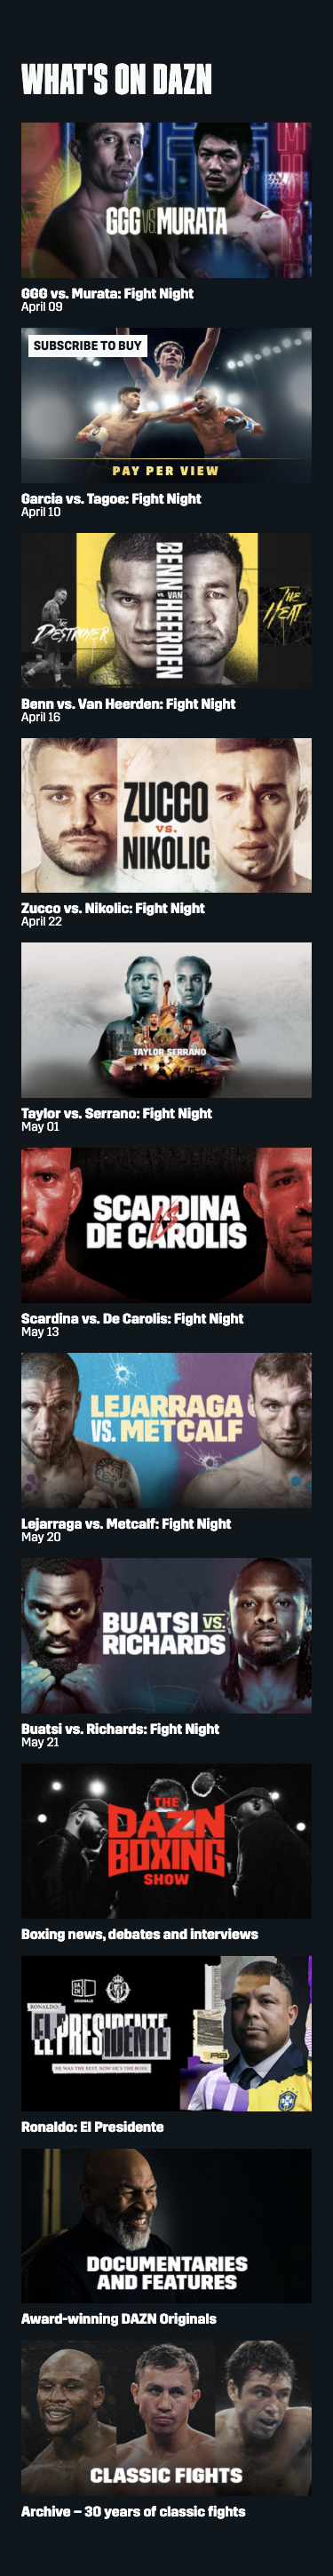 WHAT'S ON DAZN
GGG VS MURATA
GGG vs. Murata: Fight Night
April 09
SUBSCRIBE TO BUY
PAY PER VIEW
Garcia vs. Tagoe: Fight Night
April 10
The
DESTROYER
BENN VS. VAN HEERDEN
THE
HEAT
Benn vs. Van Heerden: Fight Night
April 16
ZUCCO
VS.
NIKOLIC
Zucco vs. Nikolic: Fight Night
April 22
TAYLOR SERRANO
Taylor vs. Serrano: Fight Night
May 01
SCARDINA
VS
DE CAROLIS
Scardina vs. De Carolis: Fight Night
May 13
LEJARRAGA
VS. METCALF
Lejarraga vs. Metcalf: Fight Night
May 20
BUATSI VS.
RICHARDS
Buatsi vs. Richards: Fight Night
May 21
THE
DAZN
BOXING
SHOW
Boxing news, debates and interviews
DAZN
ORIGINALS
RONALDO:
EL PRESIDENTE
HE WAS THE BEST. NOW HE'S THE BOSS.
R9
Ronaldo: El Presidente
DOCUMENTARIES
AND FEATURES
Award-winning DAZN Originals
CLASSIC FIGHTS
Archive – 30 years of classic fights